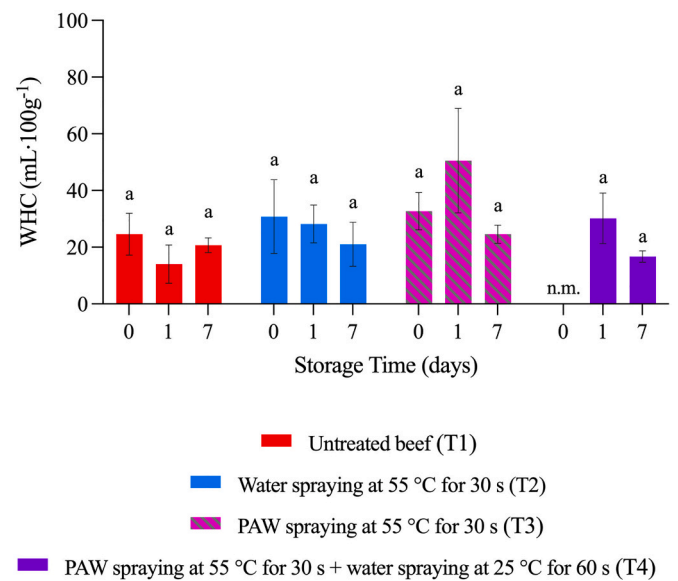 100
80
60
40
20
0
WHC (mL·100g⁻¹)
a a a a a a a a a n.m. a a
0 1 7 0 1 7 0 1 7 0 1 7
Storage Time (days)
Untreated beef (T1)
Water spraying at 55 °C for 30 s (T2)
PAW spraying at 55 °C for 30 s (T3)
PAW spraying at 55 °C for 30 s + water spraying at 25 °C for 60 s (T4)